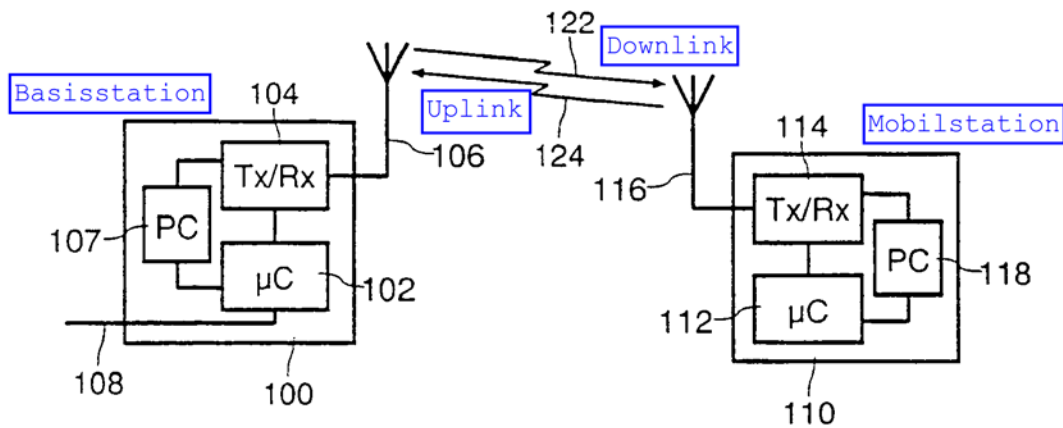 122
Downlink
Basisstation
104
Uplink
114
Mobilstation
106
124
Tx/Rx
116
Tx/Rx
107
PC
PC
118
µC
102
112
µC
108
100
110